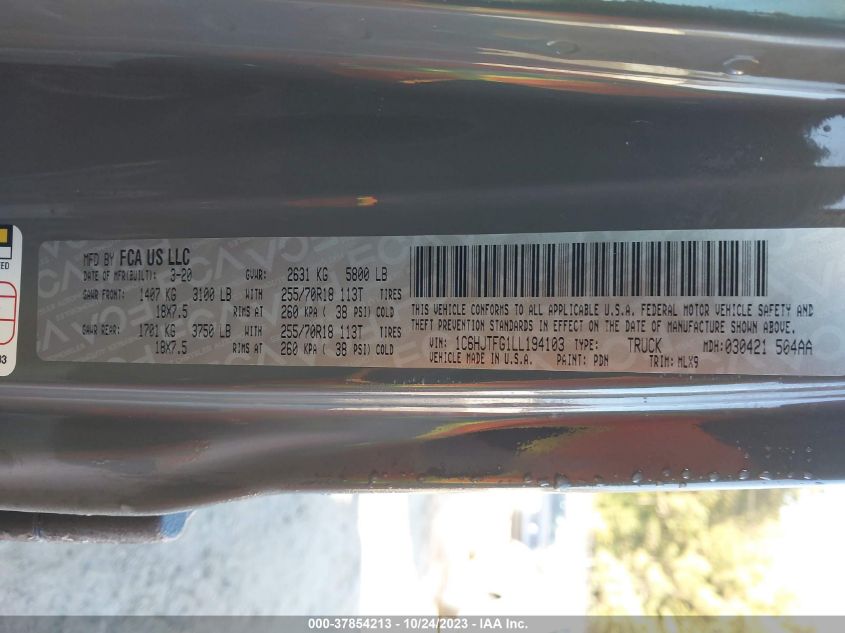 MFD BY FCA US LLC
DATE OF MFR(BUILT): 3-20 GVWR: 2631 KG 5800 LB
GAWR FRONT: 1407 KG 3100 LB WITH 255/70R18 113T TIRES
18X7.5 RIMS AT 260 KPA ( 38 PSI) COLD
GAWR REAR: 1701 KG 3750 LB WITH 255/70R18 113T TIRES
18X7.5 RIMS AT 260 KPA ( 38 PSI) COLD
THIS VEHICLE CONFORMS TO ALL APPLICABLE U.S.A. FEDERAL MOTOR VEHICLE SAFETY AND
THEFT PREVENTION STANDARDS IN EFFECT ON THE DATE OF MANUFACTURE SHOWN ABOVE.
VIN: 1C6HJTFG1LL194103 TYPE: TRUCK MDH:030421 504AA
VEHICLE MADE IN U.S.A. PAINT: PDN TRIM: MLX9
000-37854213 - 10/24/2023 - IAA Inc.